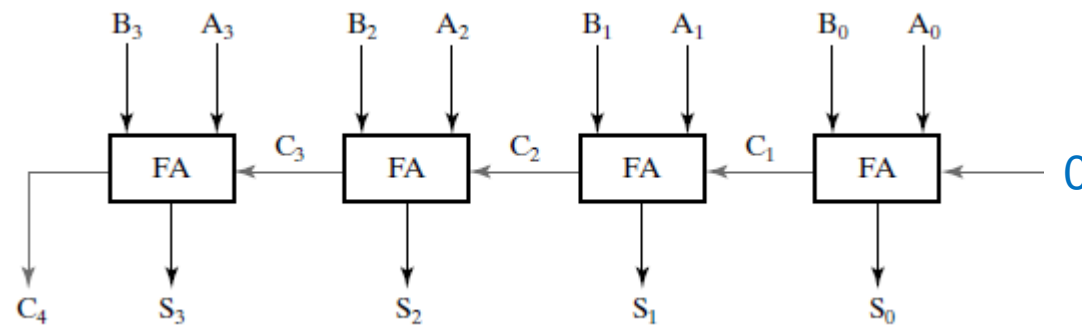 B₃ A₃ B₂ A₂ B₁ A₁ B₀ A₀
FA C₃ FA C₂ FA C₁ FA 0
C₄ S₃ S₂ S₁ S₀